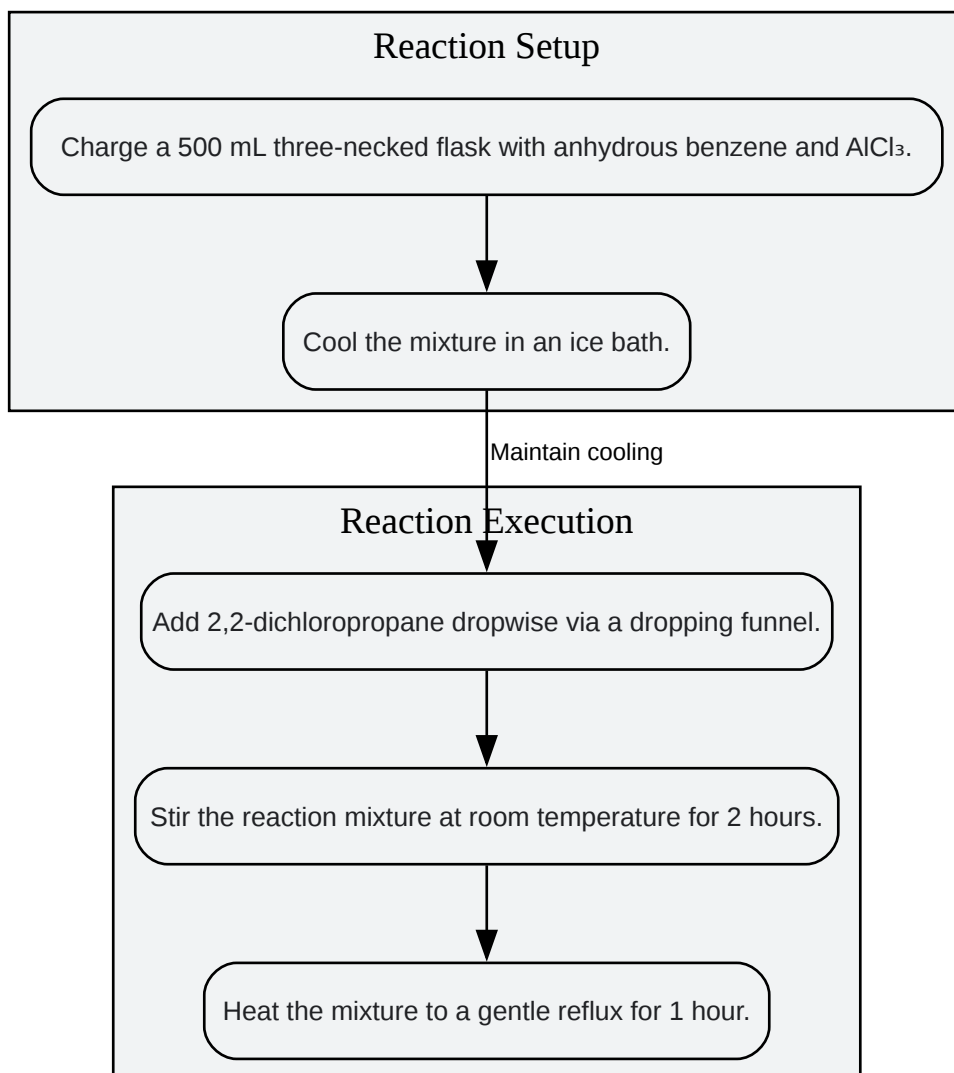 Reaction Setup
Charge a 500 mL three-necked flask with anhydrous benzene and AlCl₃.
Cool the mixture in an ice bath.
Maintain cooling
Reaction Execution
Add 2,2-dichloropropane dropwise via a dropping funnel.
Stir the reaction mixture at room temperature for 2 hours.
Heat the mixture to a gentle reflux for 1 hour.